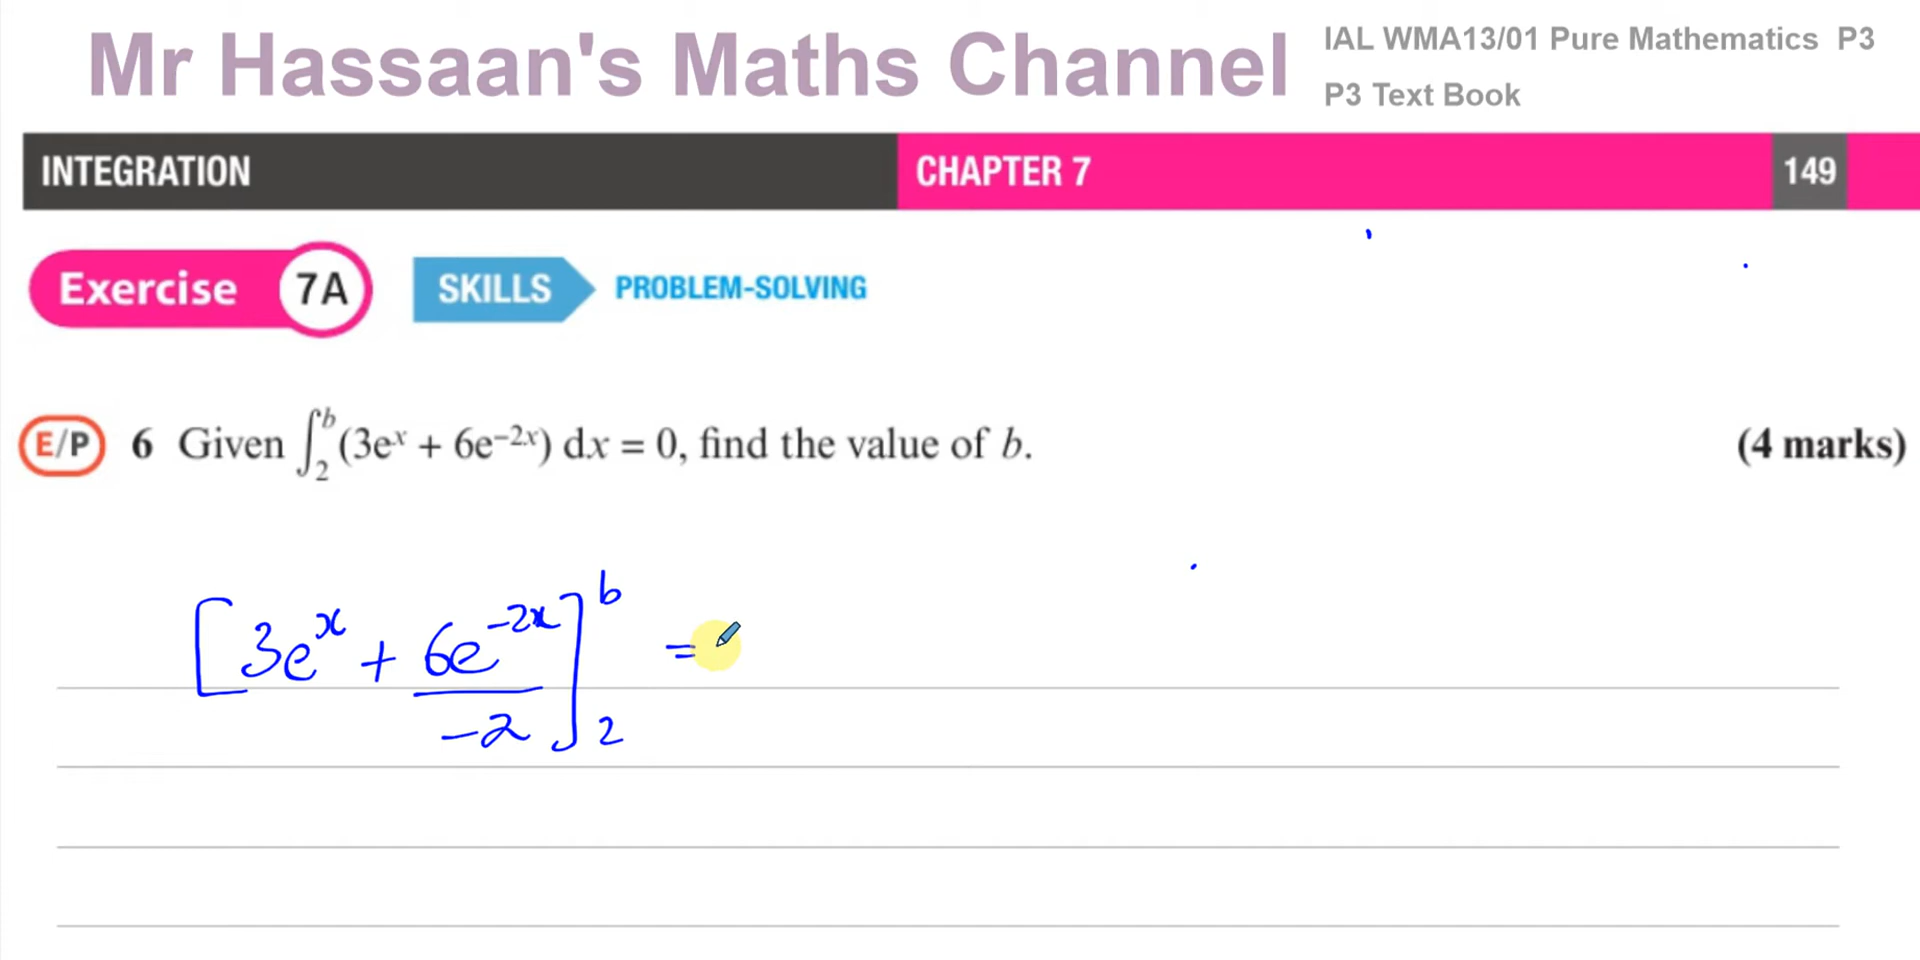 Mr Hassaan's Maths Channel
IAL WMA13/01 Pure Mathematics P3
P3 Text Book
INTEGRATION CHAPTER 7 149
Exercise 7A SKILLS PROBLEM-SOLVING
E/P 6 Given ∫₂ᵇ (3eˣ + 6e⁻²ˣ) dx = 0, find the value of b. (4 marks)
[3eˣ + 6e⁻²ˣ/-2]₂ᵇ =